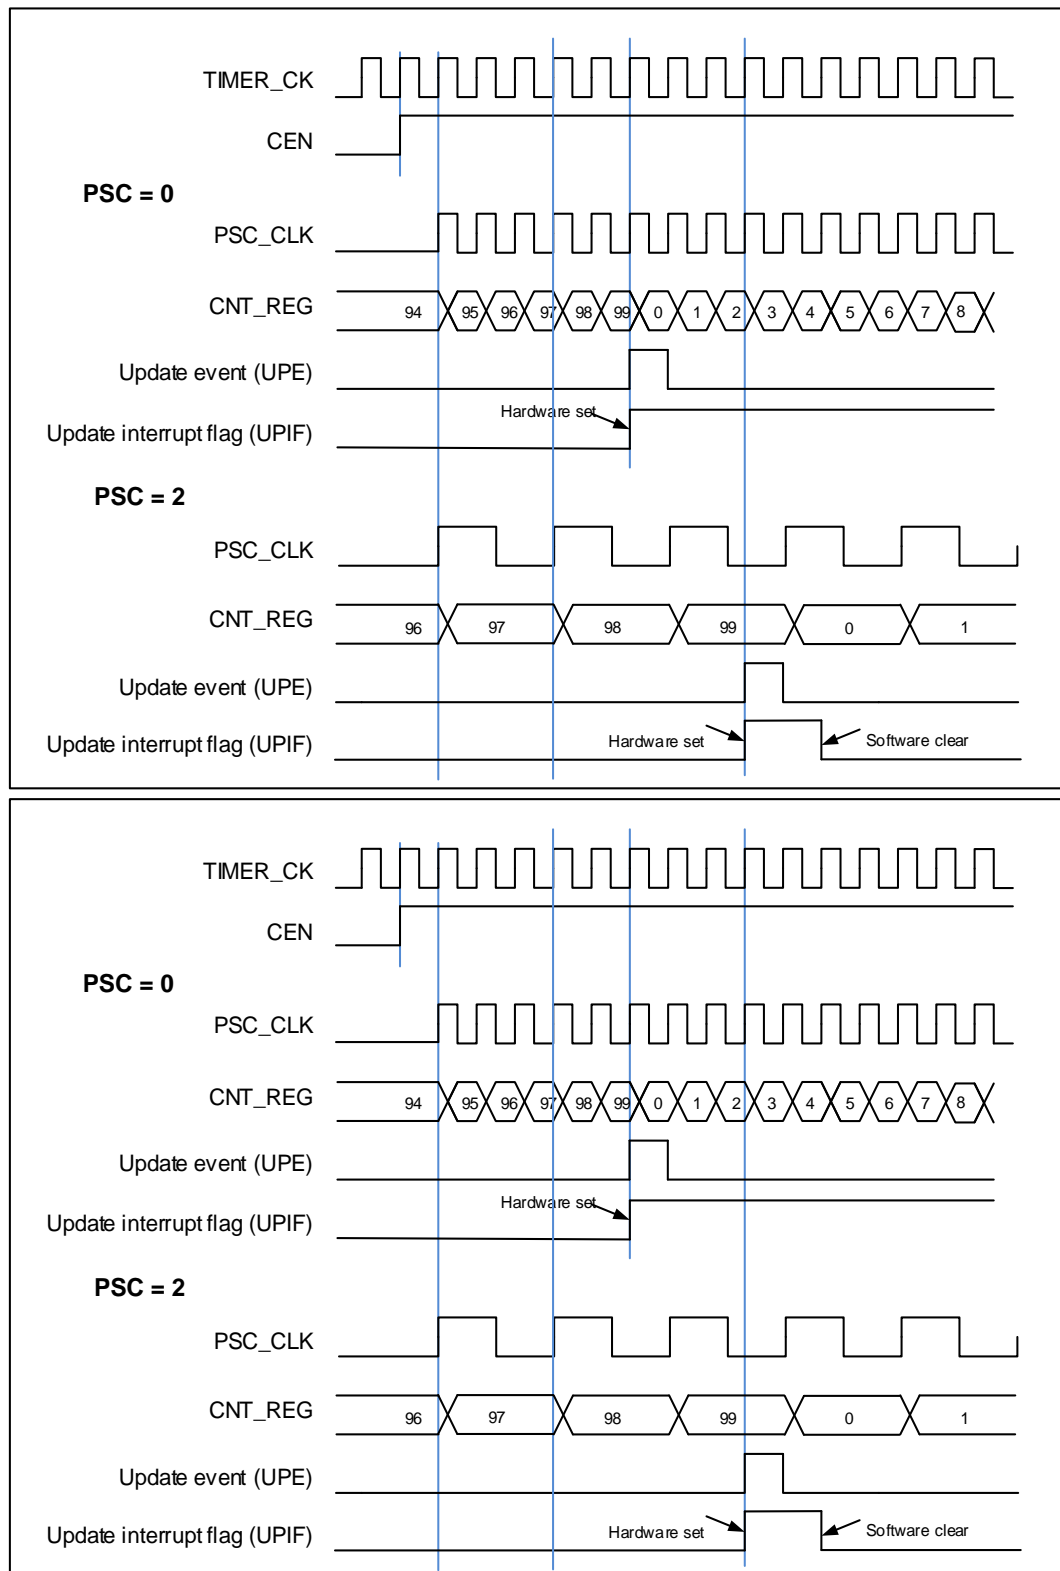 TIMER_CK
CEN
PSC = 0
PSC_CLK
CNT_REG 94 95 96 97 98 99 0 1 2 3 4 5 6 7 8
Update event (UPE)
Hardware set
Update interrupt flag (UPIF)
PSC = 2
PSC_CLK
CNT_REG 96 97 98 99 0 1
Update event (UPE)
Update interrupt flag (UPIF) Hardware set Software clear
TIMER_CK
CEN
PSC = 0
PSC_CLK
CNT_REG 94 95 96 97 98 99 0 1 2 3 4 5 6 7 8
Update event (UPE)
Hardware set
Update interrupt flag (UPIF)
PSC = 2
PSC_CLK
CNT_REG 96 97 98 99 0 1
Update event (UPE)
Update interrupt flag (UPIF) Hardware set Software clear